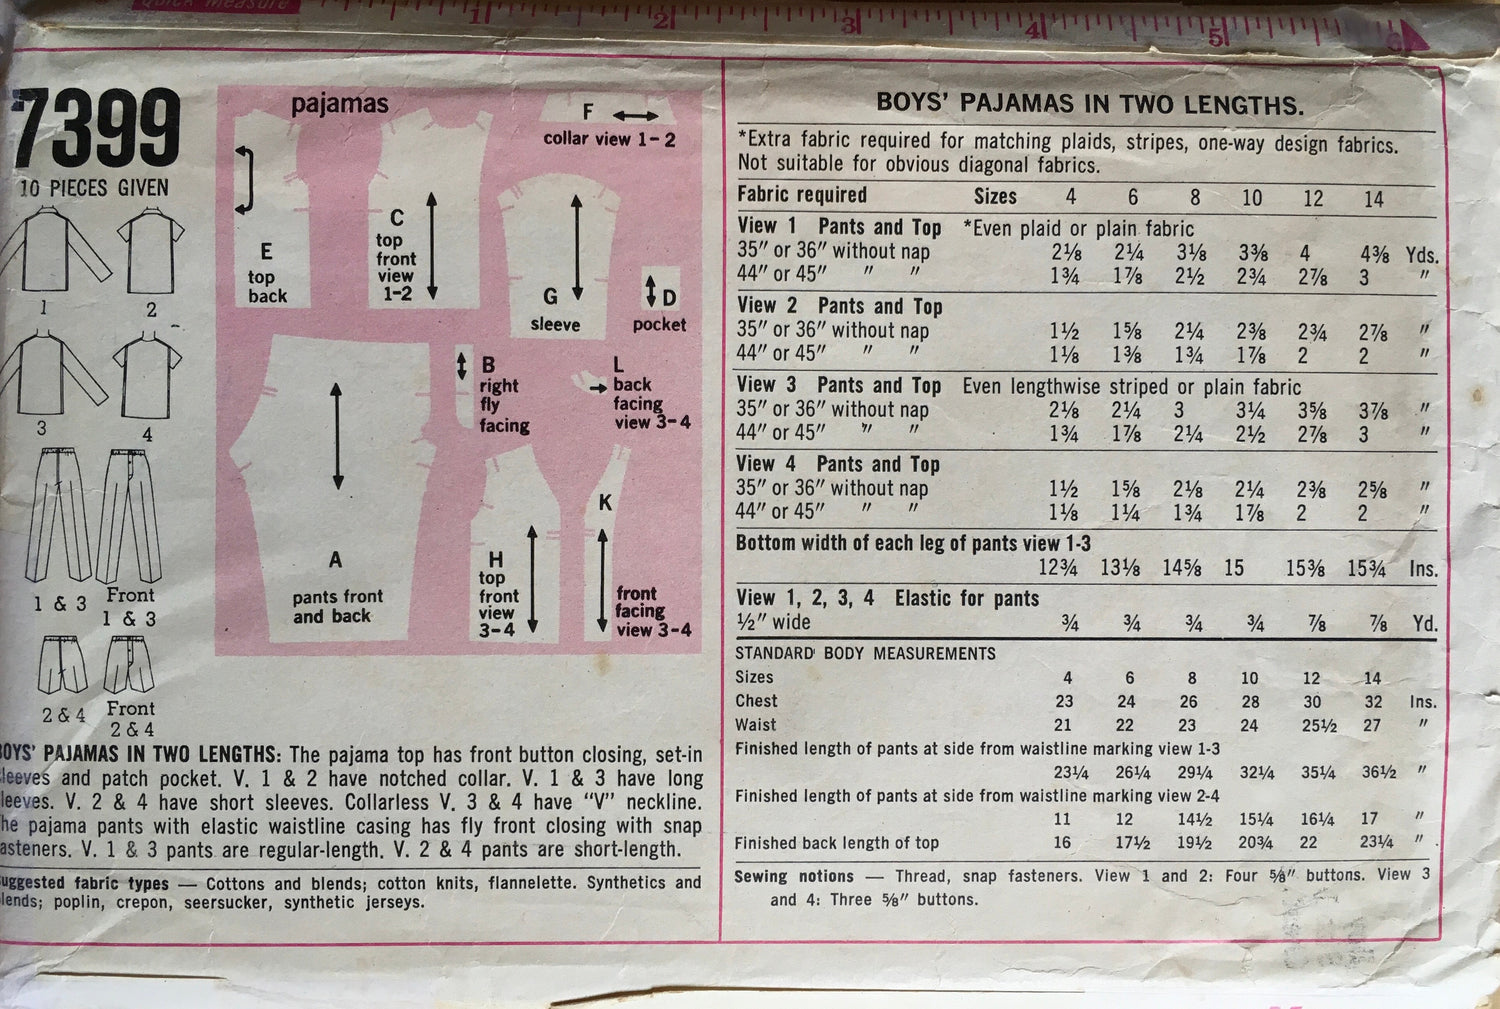 Quick Measure
1 2 3 4 5 6
7399
10 PIECES GIVEN
1
2
3
4
1 & 3
Front
1 & 3
2 & 4
Front
2 & 4
pajamas
E
top
back
C
top
front
view
1-2
F
collar view 1-2
G
sleeve
D
pocket
A
pants front
and back
B
right
fly
facing
L
back
facing
view 3-4
H
top
front
view
3-4
K
front
facing
view 3-4
OYS' PAJAMAS IN TWO LENGTHS: The pajama top has front button closing, set-in
leeves and patch pocket. V. 1 & 2 have notched collar. V. 1 & 3 have long
leeves. V. 2 & 4 have short sleeves. Collarless V. 3 & 4 have "V" neckline.
he pajama pants with elastic waistline casing has fly front closing with snap
asteners. V. 1 & 3 pants are regular-length. V. 2 & 4 pants are short-length.
uggested fabric types — Cottons and blends; cotton knits, flannelette. Synthetics and
lends; poplin, crepon, seersucker, synthetic jerseys.
BOYS' PAJAMAS IN TWO LENGTHS.
*Extra fabric required for matching plaids, stripes, one-way design fabrics.
Not suitable for obvious diagonal fabrics.
Fabric required Sizes 4 6 8 10 12 14
View 1 Pants and Top *Even plaid or plain fabric
35" or 36" without nap 2⅛ 2¼ 3⅛ 3⅜ 4 4⅜ Yds.
44" or 45" " " 1¾ 1⅞ 2½ 2¾ 2⅞ 3 "
View 2 Pants and Top
35" or 36" without nap 1½ 1⅝ 2¼ 2⅜ 2¾ 2⅞ "
44" or 45" " " 1⅛ 1⅜ 1¾ 1⅞ 2 2 "
View 3 Pants and Top Even lengthwise striped or plain fabric
35" or 36" without nap 2⅛ 2¼ 3 3¼ 3⅝ 3⅞ "
44" or 45" " " 1¾ 1⅞ 2¼ 2½ 2⅞ 3 "
View 4 Pants and Top
35" or 36" without nap 1½ 1⅝ 2⅛ 2¼ 2⅜ 2⅝ "
44" or 45" " " 1⅛ 1¼ 1¾ 1⅞ 2 2 "
Bottom width of each leg of pants view 1-3
12¾ 13⅛ 14⅝ 15 15⅜ 15¾ Ins.
View 1, 2, 3, 4 Elastic for pants
½" wide ¾ ¾ ¾ ¾ ⅞ ⅞ Yd.
STANDARD BODY MEASUREMENTS
Sizes 4 6 8 10 12 14
Chest 23 24 26 28 30 32 Ins.
Waist 21 22 23 24 25½ 27 "
Finished length of pants at side from waistline marking view 1-3
23¼ 26¼ 29¼ 32¼ 35¼ 36½ "
Finished length of pants at side from waistline marking view 2-4
11 12 14½ 15¼ 16¼ 17 "
Finished back length of top 16 17½ 19½ 20¾ 22 23¼ "
Sewing notions — Thread, snap fasteners. View 1 and 2: Four ⅝" buttons. View 3
and 4: Three ⅝" buttons.